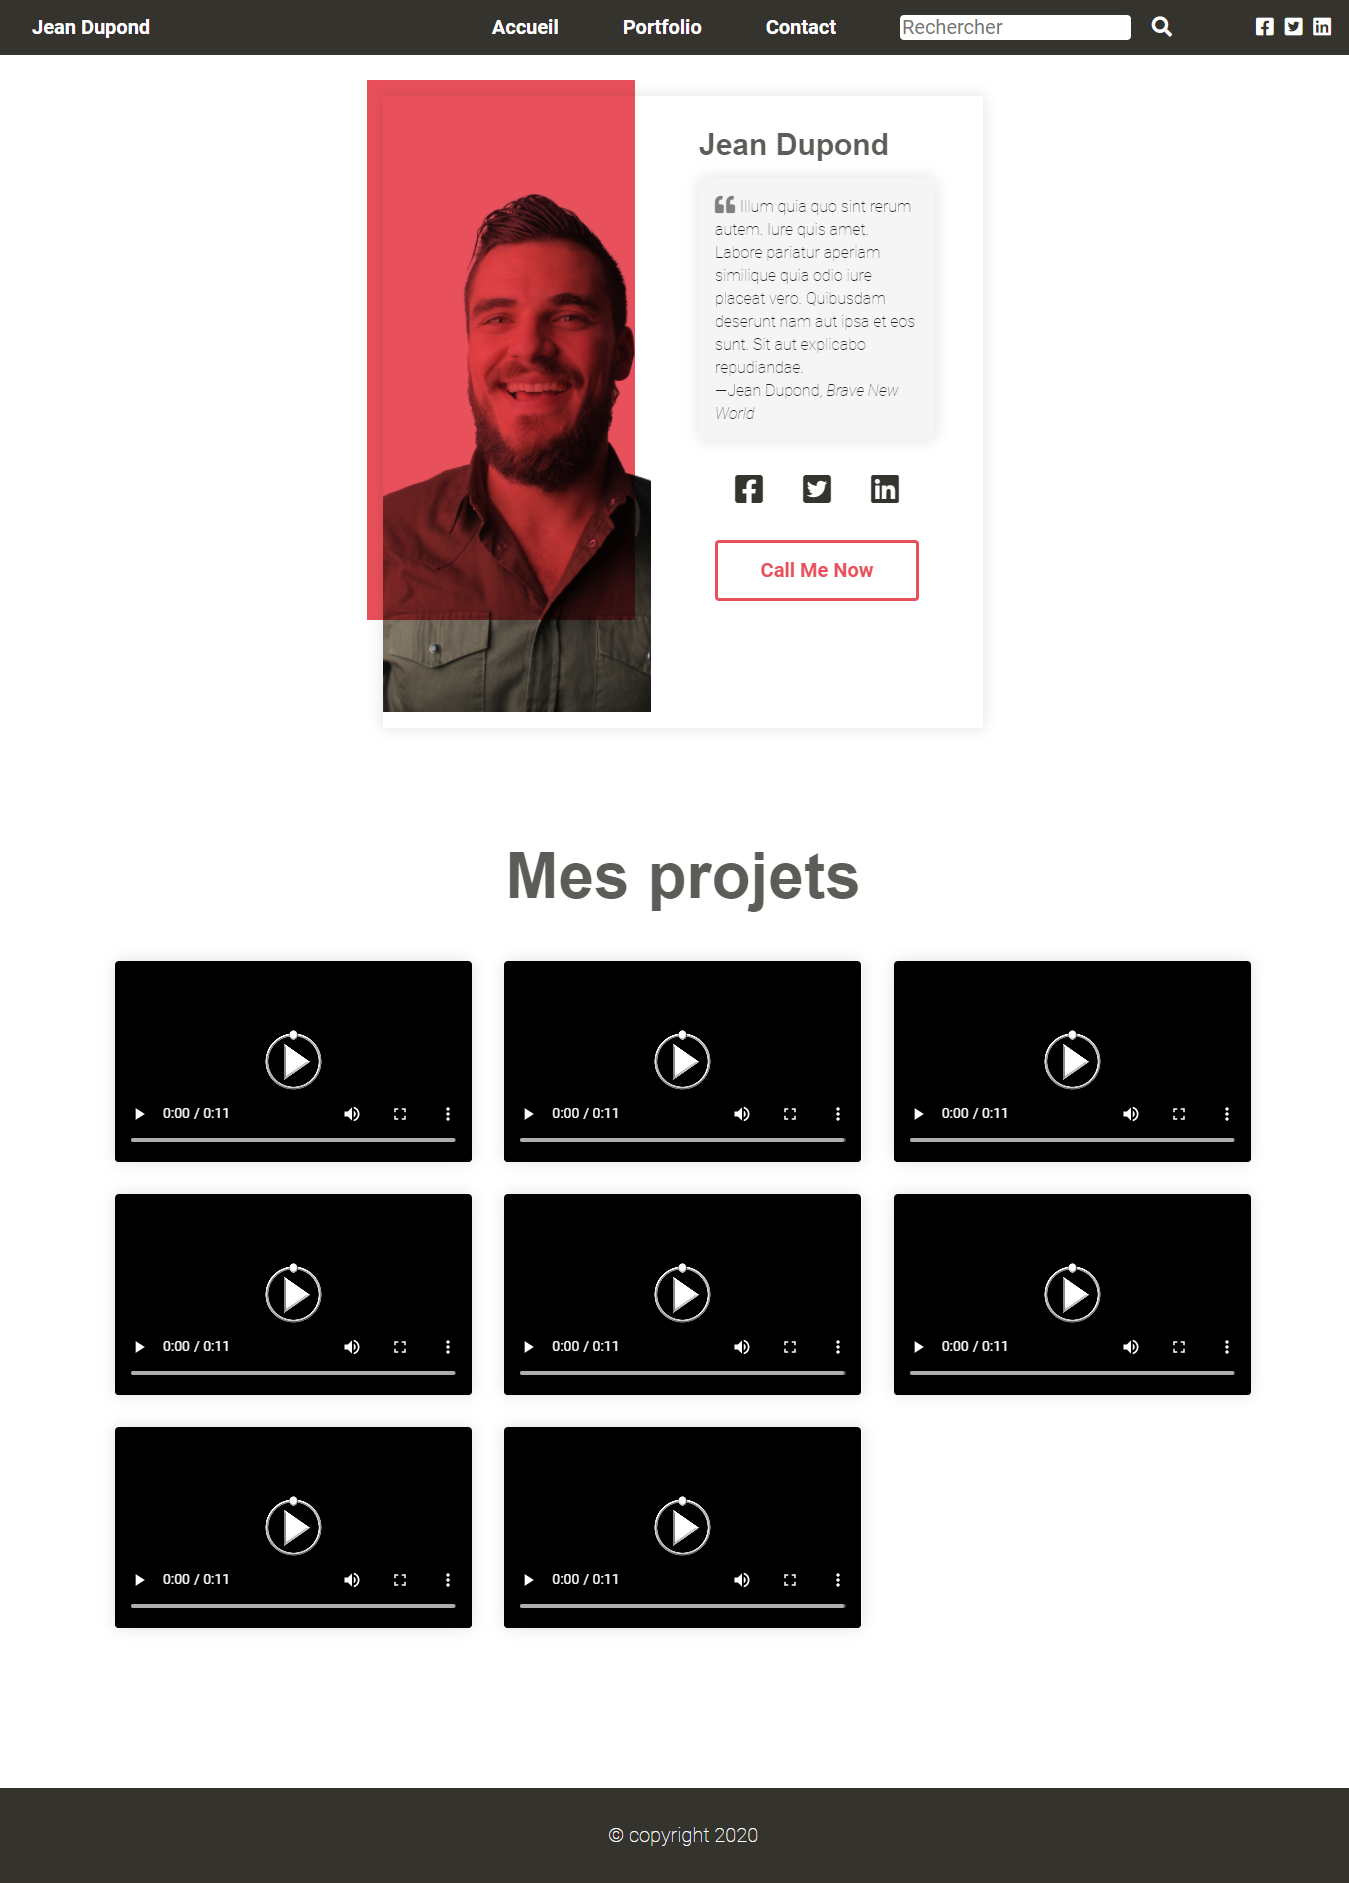 Jean Dupond
Accueil
Portfolio
Contact
Rechercher
Jean Dupond
Illum quia quo sint rerum
autem. Iure quis amet.
Labore pariatur aperiam
similique quia odio iure
placeat vero. Quibusdam
deserunt nam aut ipsa et eos
sunt. Sit aut explicabo
repudiandae.
—Jean Dupond, Brave New
World
Call Me Now
Mes projets
0:00 / 0:11
0:00 / 0:11
0:00 / 0:11
0:00 / 0:11
0:00 / 0:11
0:00 / 0:11
0:00 / 0:11
0:00 / 0:11
© copyright 2020